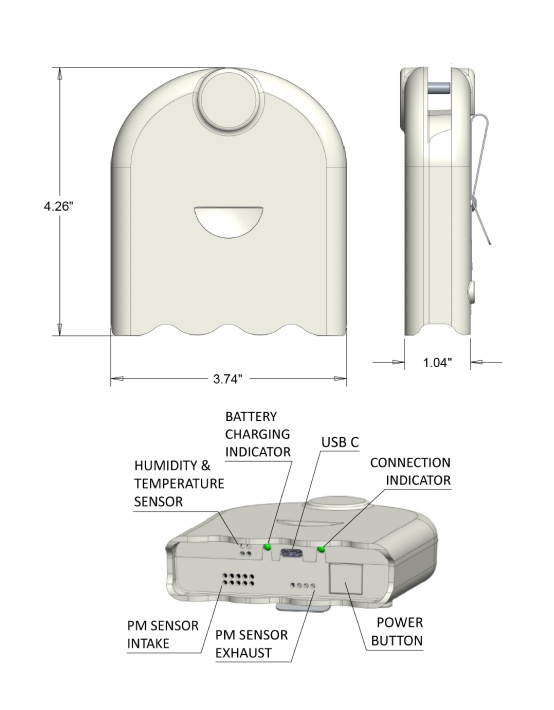 4.26"
3.74"
1.04"
BATTERY
CHARGING
INDICATOR
USB C
HUMIDITY &
TEMPERATURE
SENSOR
CONNECTION
INDICATOR
PM SENSOR
INTAKE
PM SENSOR
EXHAUST
POWER
BUTTON